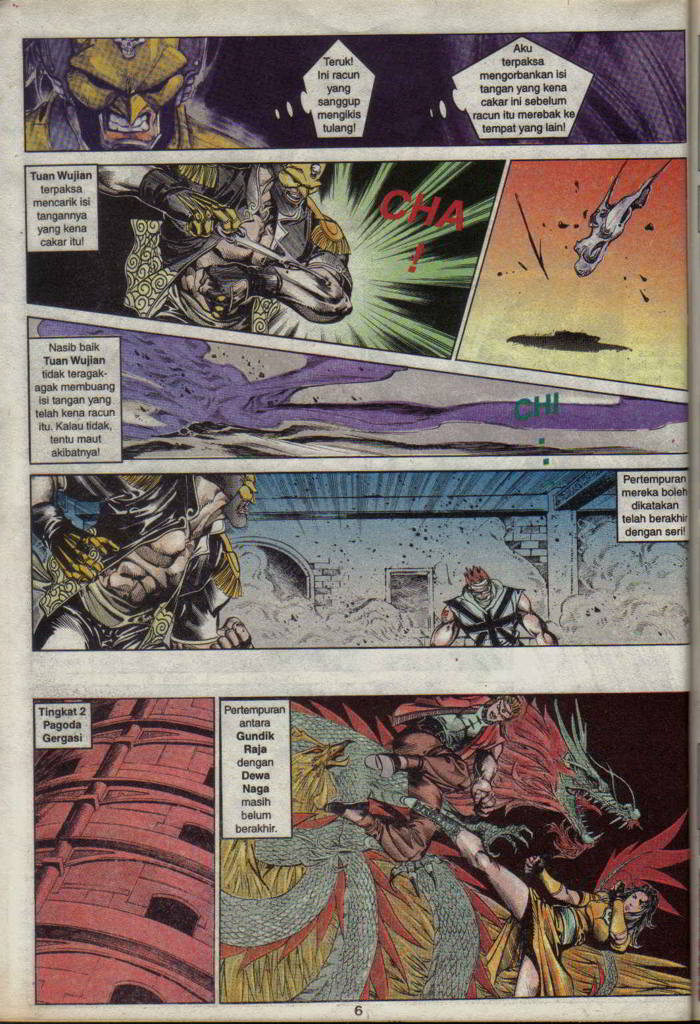 Teruk!
Ini racun
yang
sanggup
mengikis
tulang!
Aku
terpaksa
mengorbankan isi
tangan yang kena
cakar ini sebelum
racun itu merebak ke
tempat yang lain!
Tuan Wujian
terpaksa
mencarik isi
tangannya
yang kena
cakar itu!
CHA
!
Nasib baik
Tuan Wujian
tidak teragak-
agak membuang
isi tangan yang
telah kena racun
itu. Kalau tidak,
tentu maut
akibatnya!
CHI
:
Pertempuran
mereka boleh
dikatakan
telah berakhir
dengan seri!
Tingkat 2
Pagoda
Gergasi
Pertempuran
antara
Gundik
Raja
dengan
Dewa
Naga
masih
belum
berakhir.
6